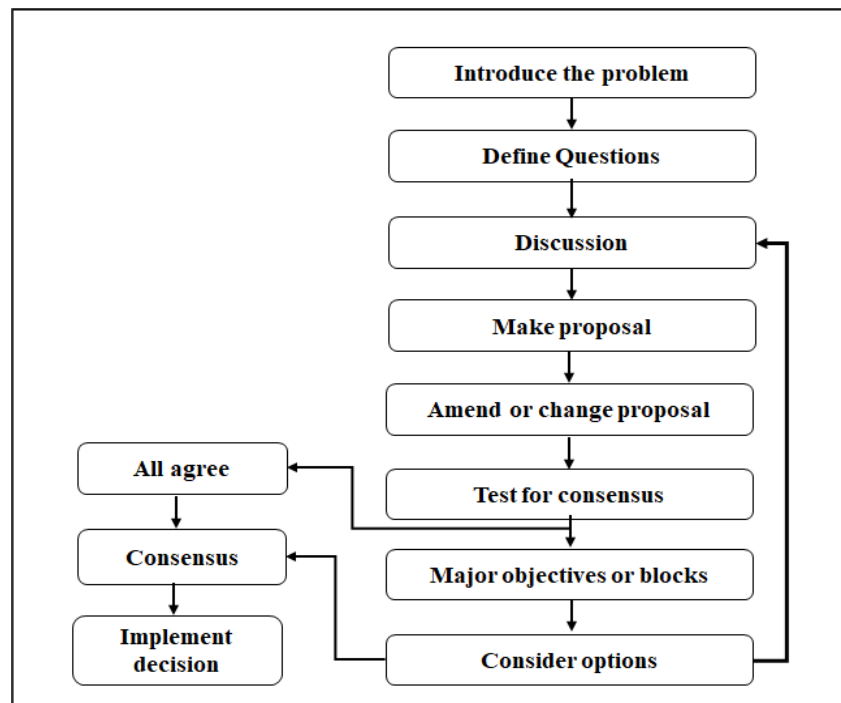 Introduce the problem
Define Questions
Discussion
Make proposal
Amend or change proposal
All agree
Test for consensus
Consensus
Major objectives or blocks
Implement
decision
Consider options